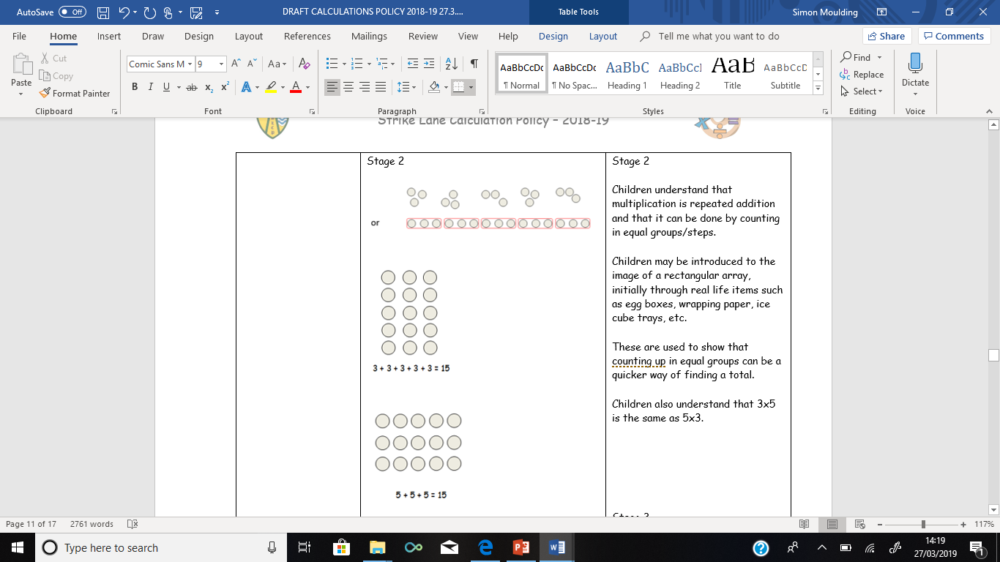 AutoSave Off DRAFT CALCULATIONS POLICY 2018-19 27.3.... Table Tools Simon Moulding
File Home Insert Draw Design Layout References Mailings Review View Help Design Layout Tell me what you want to do Share Comments
Paste
Cut
Copy
Format Painter
Clipboard
Comic Sans M 9
Font
Paragraph
AaBbCcDc AaBbCcDc AaBbC AaBbCcI AaB AaBbCcD
¶ Normal ¶ No Spac... Heading 1 Heading 2 Title Subtitle
Styles
Find
Replace
Select
Editing
Dictate
Voice
Strike Lane Calculation Policy – 2018-19
Stage 2
or
3 + 3 + 3 + 3 + 3 = 15
5 + 5 + 5 = 15
Stage 2
Children understand that
multiplication is repeated addition
and that it can be done by counting
in equal groups/steps.
Children may be introduced to the
image of a rectangular array,
initially through real life items such
as egg boxes, wrapping paper, ice
cube trays, etc.
These are used to show that
counting up in equal groups can be a
quicker way of finding a total.
Children also understand that 3x5
is the same as 5x3.
Page 11 of 17 2761 words 117%
Type here to search
14:19
27/03/2019
1